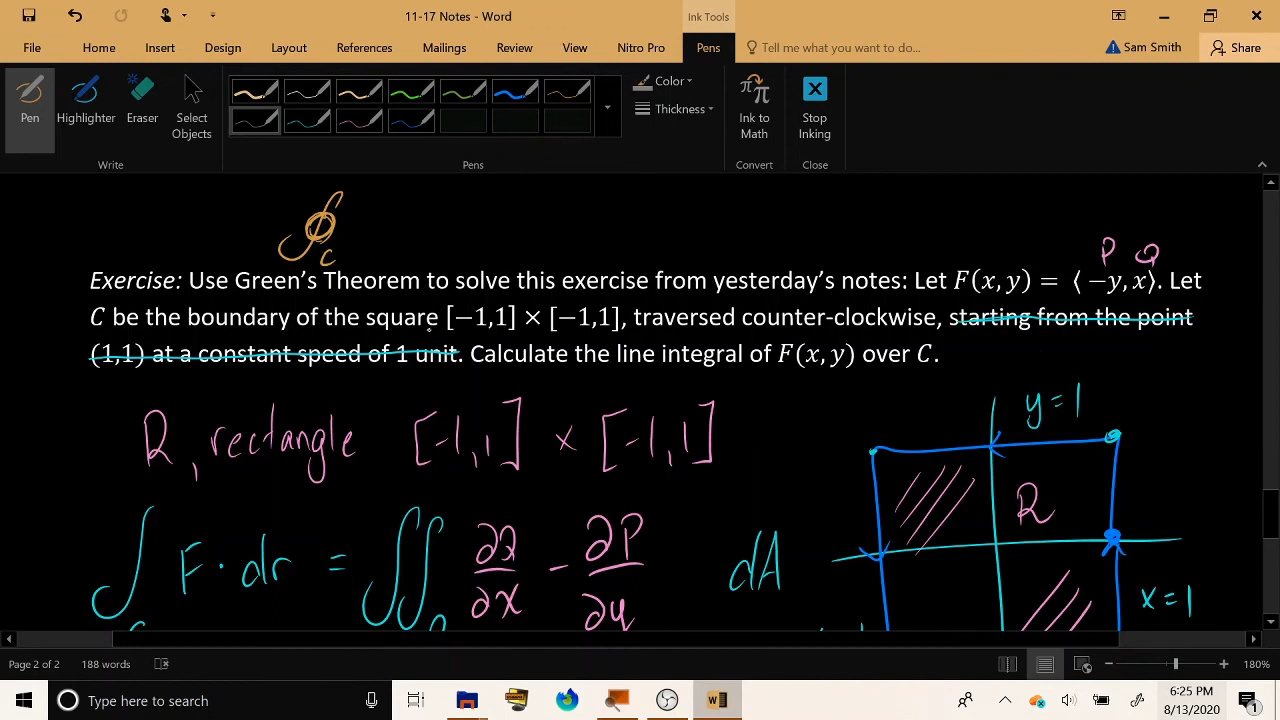 11-17 Notes - Word
Ink Tools
File Home Insert Design Layout References Mailings Review View Nitro Pro Pens Tell me what you want to do... Sam Smith Share
Pen Highlighter Eraser Select Objects
Color
Thickness
Ink to Math
Stop Inking
Write Pens Convert Close
∮ C
P Q
Exercise: Use Green's Theorem to solve this exercise from yesterday's notes: Let F(x, y) = ⟨ −y, x⟩. Let
C be the boundary of the square [−1,1] × [−1,1], traversed counter-clockwise, starting from the point
(1,1) at a constant speed of 1 unit. Calculate the line integral of F(x, y) over C.
y = 1
R, rectangle [-1, 1] × [-1, 1]
R
∫ F · dr = ∬ ∂Q/∂x - ∂P/∂y dA
x = 1
Page 2 of 2 188 words 180%
Type here to search
6:25 PM
8/13/2020